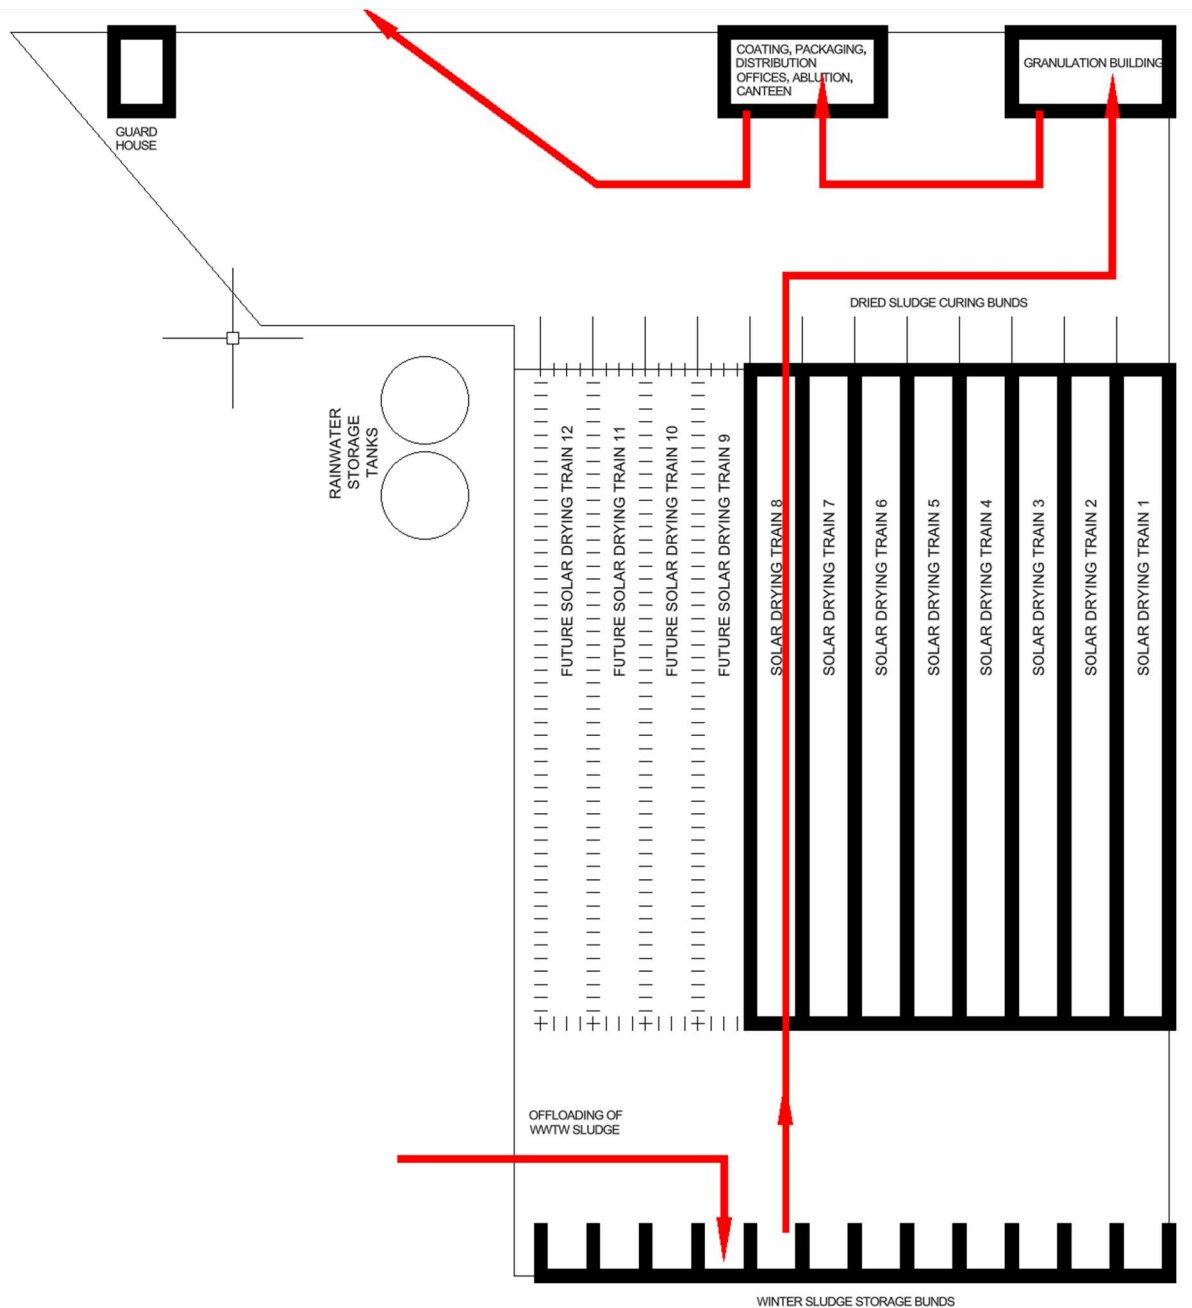 COATING, PACKAGING,
DISTRIBUTION
OFFICES, ABLUTION,
CANTEEN
GRANULATION BUILDING
GUARD
HOUSE
DRIED SLUDGE CURING BUNDS
RAINWATER
STORAGE
TANKS
FUTURE SOLAR DRYING TRAIN 12
FUTURE SOLAR DRYING TRAIN 11
FUTURE SOLAR DRYING TRAIN 10
FUTURE SOLAR DRYING TRAIN 9
SOLAR DRYING TRAIN 8
SOLAR DRYING TRAIN 7
SOLAR DRYING TRAIN 6
SOLAR DRYING TRAIN 5
SOLAR DRYING TRAIN 4
SOLAR DRYING TRAIN 3
SOLAR DRYING TRAIN 2
SOLAR DRYING TRAIN 1
OFFLOADING OF
WWTW SLUDGE
WINTER SLUDGE STORAGE BUNDS